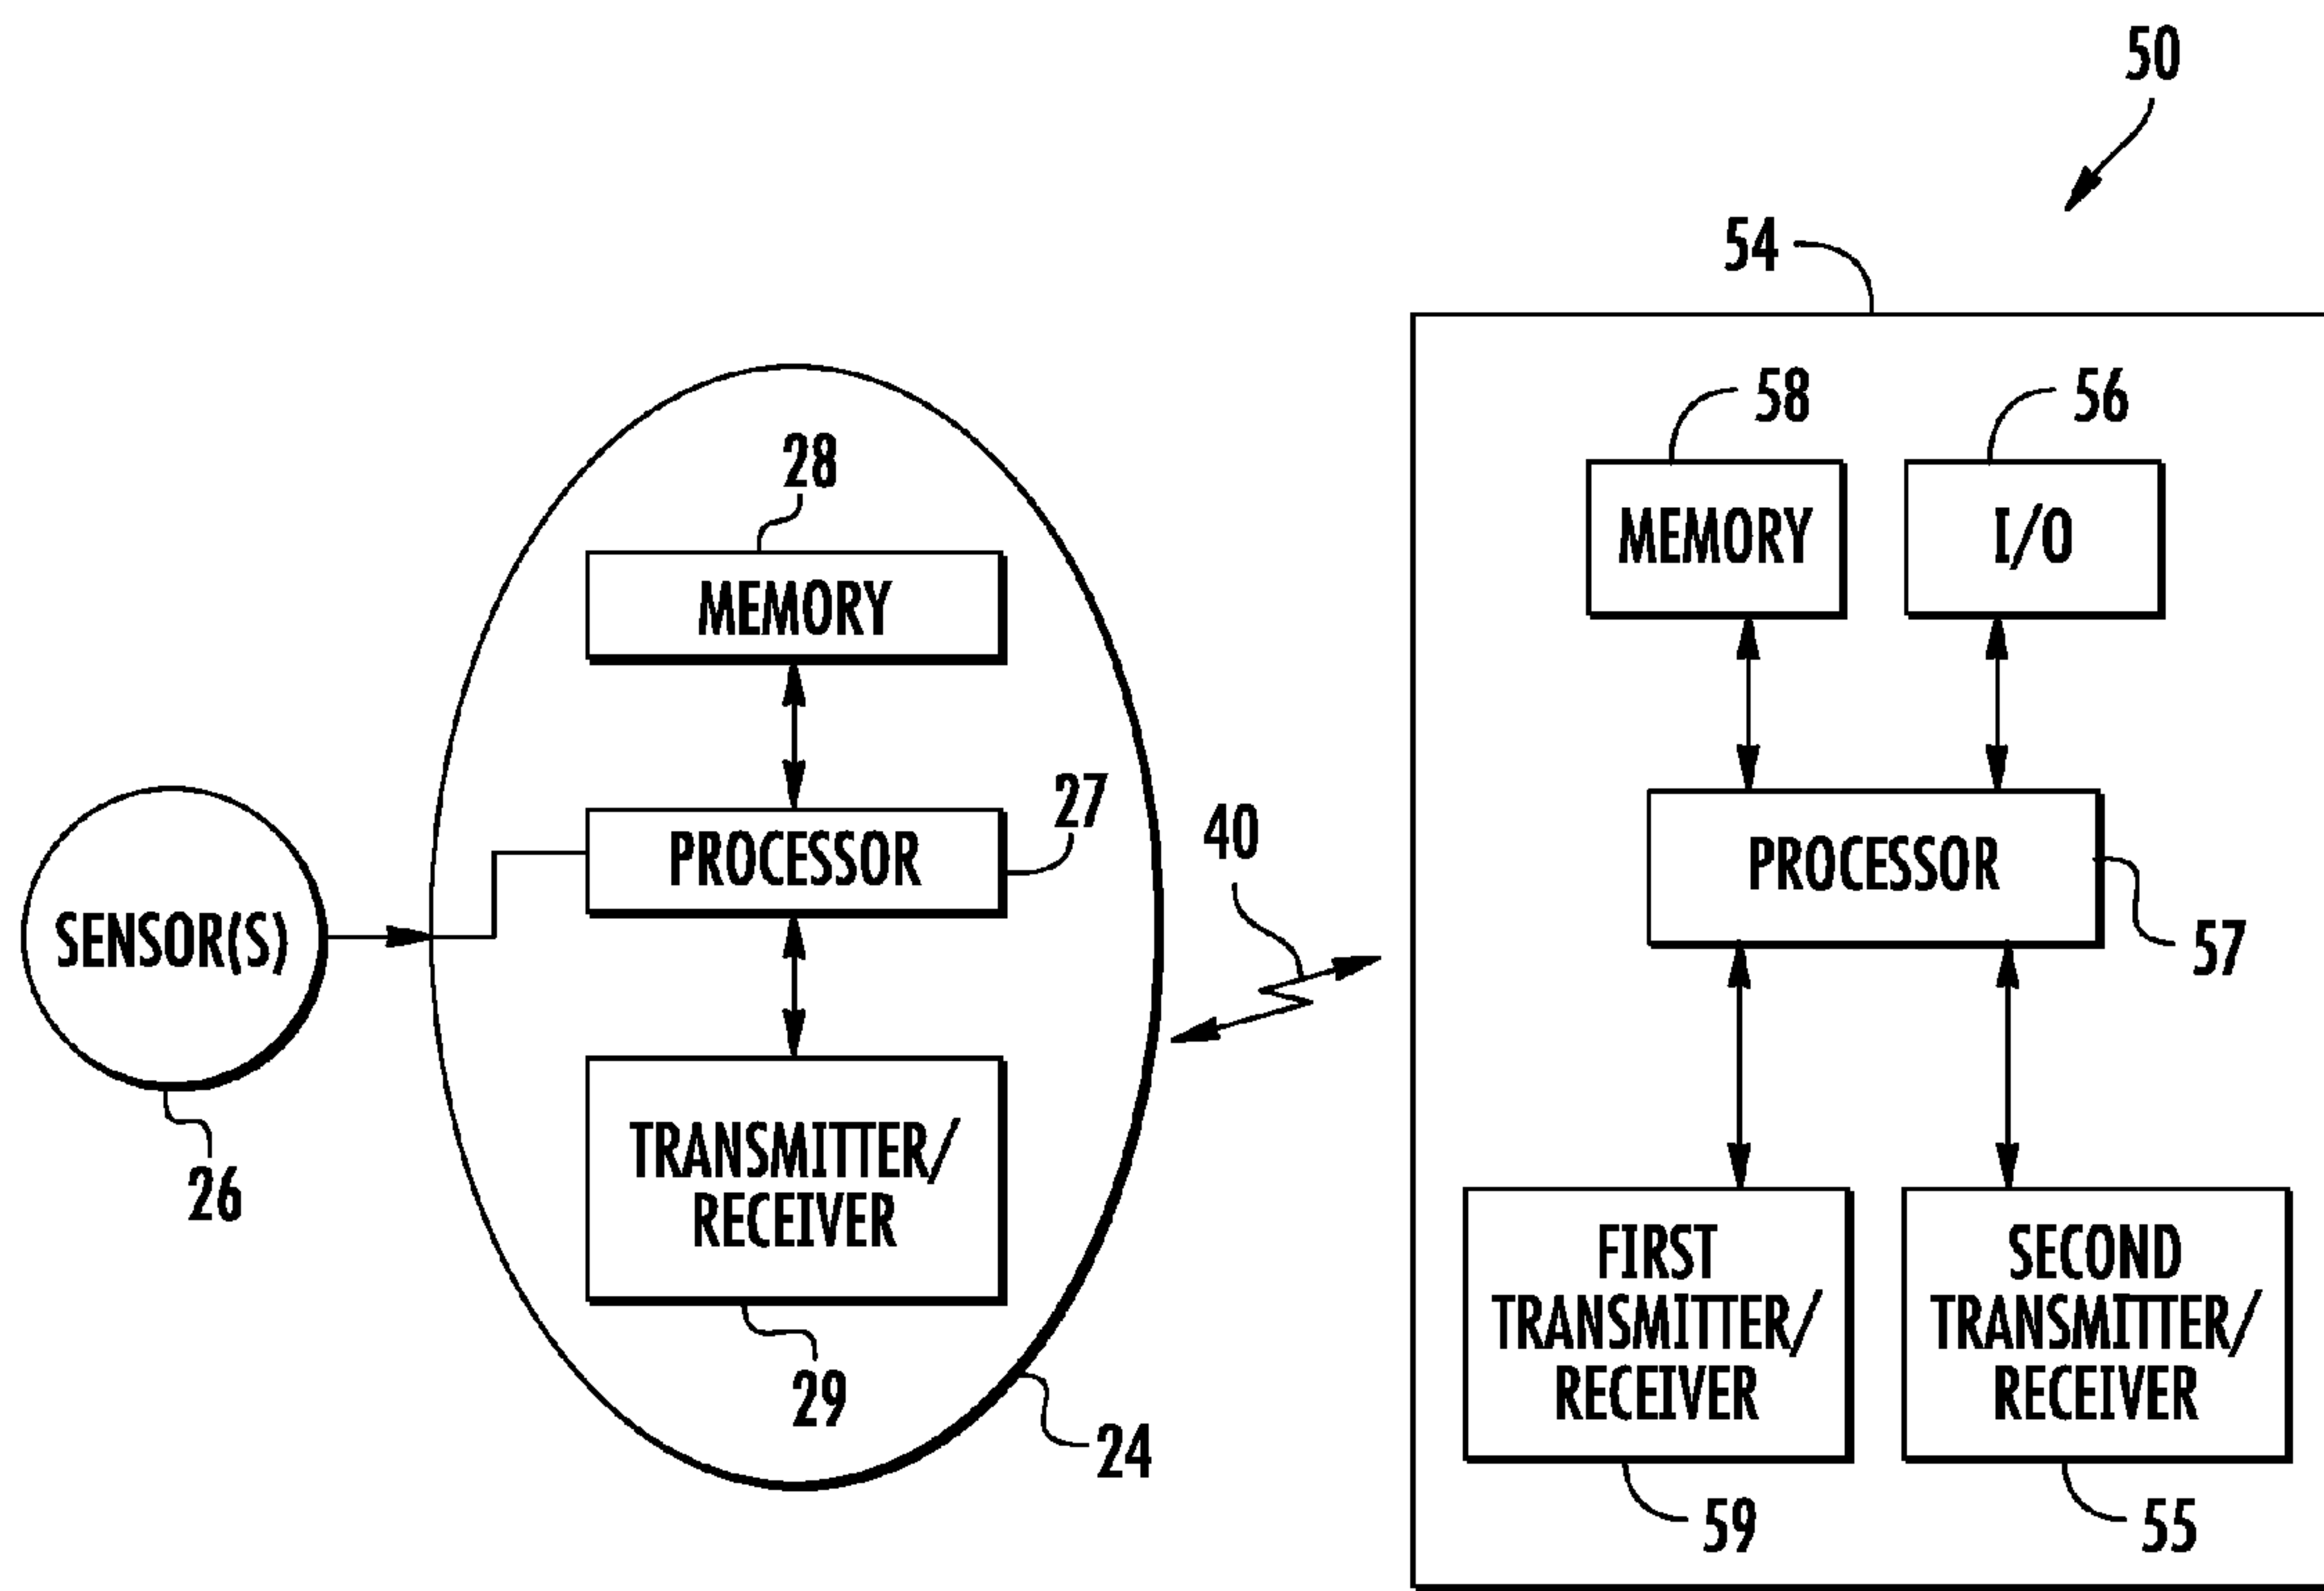 50
54
58
56
MEMORY
I/O
28
MEMORY
27
PROCESSOR
40
PROCESSOR
57
SENSOR(S)
26
TRANSMITTER/
RECEIVER
29
24
FIRST
TRANSMITTER/
RECEIVER
SECOND
TRANSMITTER/
RECEIVER
59
55